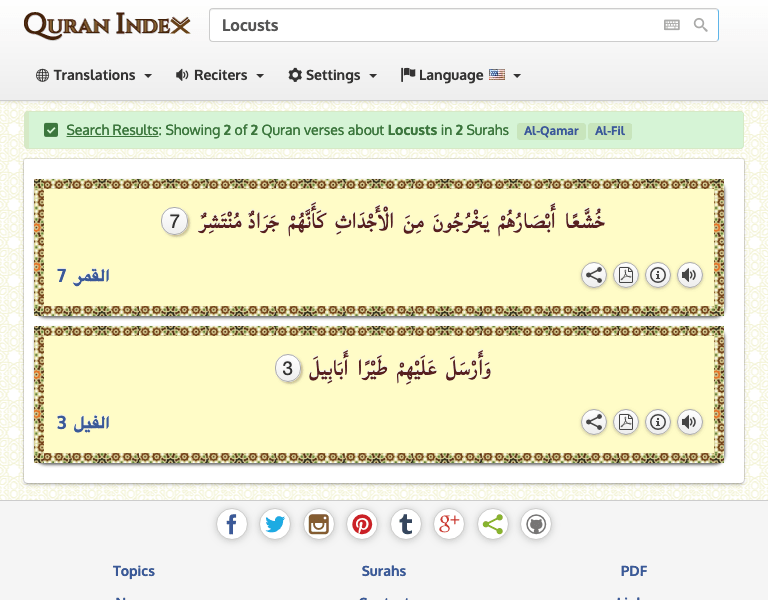 QURAN INDEX
Locusts
Translations
Reciters
Settings
Language
Search Results: Showing 2 of 2 Quran verses about Locusts in 2 Surahs Al-Qamar Al-Fil
خُشَّعًا أَبْصَارُهُمْ يَخْرُجُونَ مِنَ الْأَجْدَاثِ كَأَنَّهُمْ جَرَادٌ مُنْتَشِرٌ 7
القمر 7
وَأَرْسَلَ عَلَيْهِمْ طَيْرًا أَبَابِيلَ 3
الفيل 3
Topics Surahs PDF